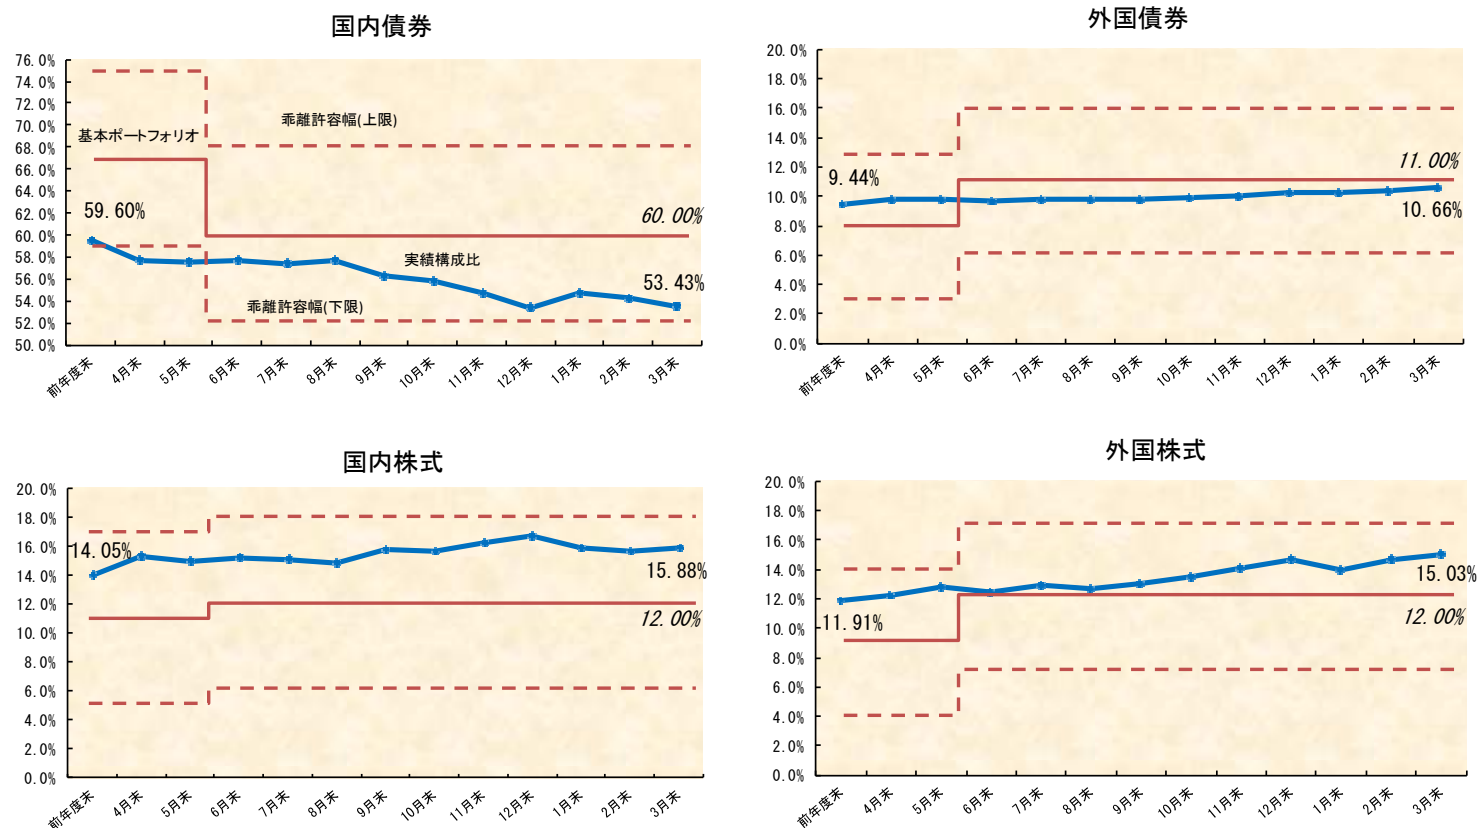 国内債券
76.0%
74.0%
72.0%
70.0%
68.0%
66.0%
64.0%
62.0%
60.0%
58.0%
56.0%
54.0%
52.0%
50.0%
乖離許容幅(上限)
基本ポートフォリオ
59.60%
60.00%
実績構成比
53.43%
乖離許容幅(下限)
前年度末
4月末
5月末
6月末
7月末
8月末
9月末
10月末
11月末
12月末
1月末
2月末
3月末
外国債券
20.0%
18.0%
16.0%
14.0%
12.0%
10.0%
8.0%
6.0%
4.0%
2.0%
0.0%
9.44%
11.00%
10.66%
前年度末
4月末
5月末
6月末
7月末
8月末
9月末
10月末
11月末
12月末
1月末
2月末
3月末
国内株式
20.0%
18.0%
16.0%
14.0%
12.0%
10.0%
8.0%
6.0%
4.0%
2.0%
0.0%
14.05%
15.88%
12.00%
前年度末
4月末
5月末
6月末
7月末
8月末
9月末
10月末
11月末
12月末
1月末
2月末
3月末
外国株式
20.0%
18.0%
16.0%
14.0%
12.0%
10.0%
8.0%
6.0%
4.0%
2.0%
0.0%
11.91%
15.03%
12.00%
前年度末
4月末
5月末
6月末
7月末
8月末
9月末
10月末
11月末
12月末
1月末
2月末
3月末